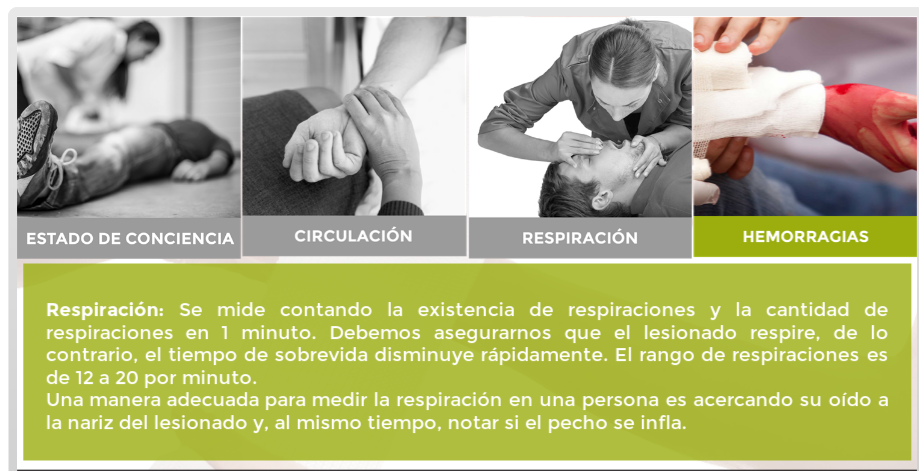 ESTADO DE CONCIENCIA
CIRCULACIÓN
RESPIRACIÓN
HEMORRAGIAS
Respiración: Se mide contando la existencia de respiraciones y la cantidad de
respiraciones en 1 minuto. Debemos asegurarnos que el lesionado respire, de lo
contrario, el tiempo de sobrevida disminuye rápidamente. El rango de respiraciones es
de 12 a 20 por minuto.
Una manera adecuada para medir la respiración en una persona es acercando su oído a
la nariz del lesionado y, al mismo tiempo, notar si el pecho se infla.